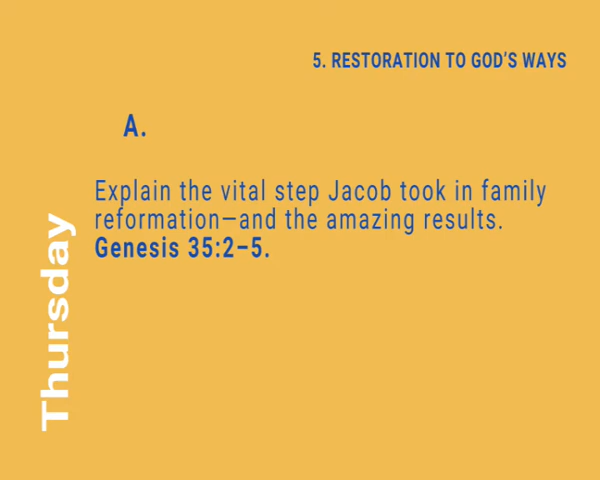 5. RESTORATION TO GOD'S WAYS
A.
Explain the vital step Jacob took in family
reformation—and the amazing results.
Genesis 35:2–5.
Thursday